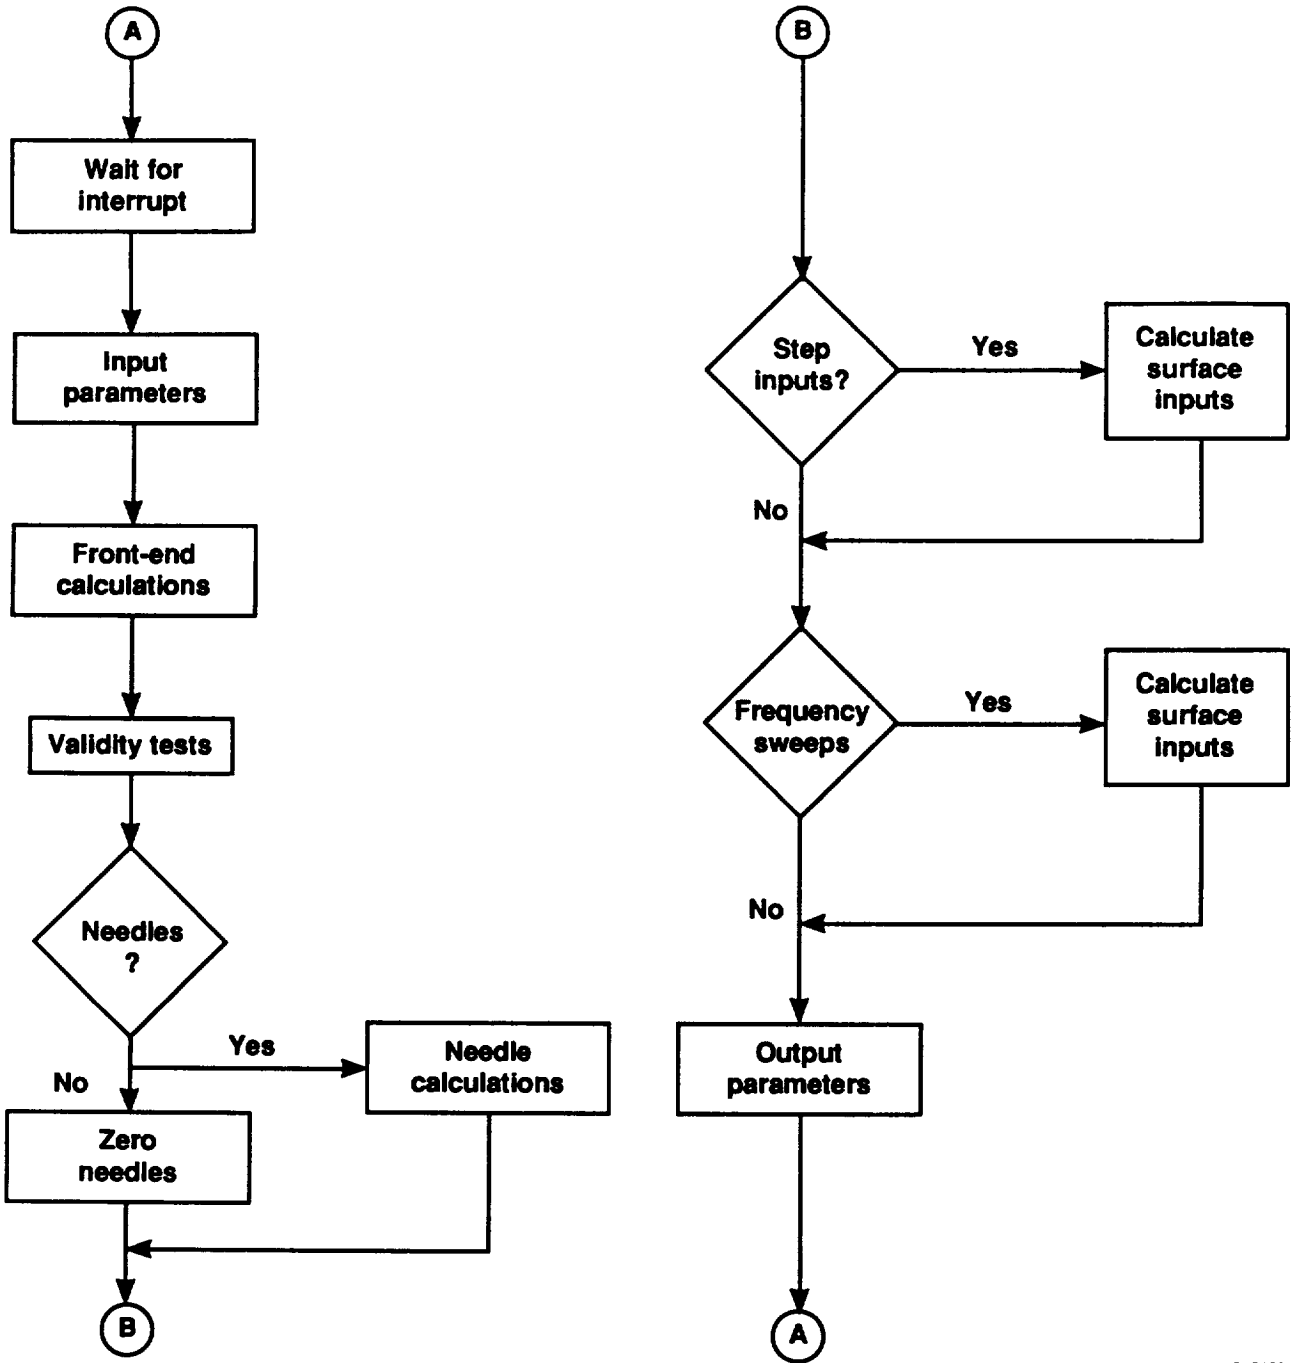 A
Wait for
interrupt
Input
parameters
Front-end
calculations
Validity tests
Needles
?
Yes
No
Needle
calculations
Zero
needles
B
B
Step
inputs?
Yes
No
Calculate
surface
inputs
Frequency
sweeps
Yes
No
Calculate
surface
inputs
Output
parameters
A